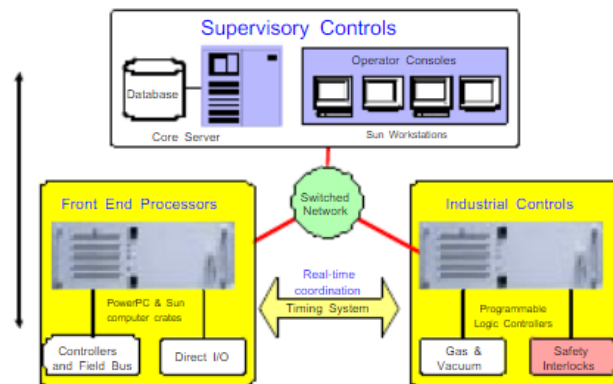 Supervisory Controls
Operator Consoles
Database
Core Server
Sun Workstations
Switched
Network
Front End Processors
PowerPC & Sun
computer crates
Controllers
and Field Bus
Direct I/O
Real-time
coordination
Timing System
Industrial Controls
Programmable
Logic Controllers
Gas &
Vacuum
Safety
Interlocks